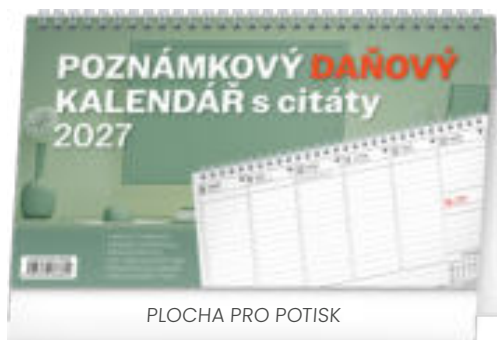 POZNÁMKOVÝ DAŇOVÝ
KALENDÁŘ s citáty
2027
PLOCHA PRO POTISK